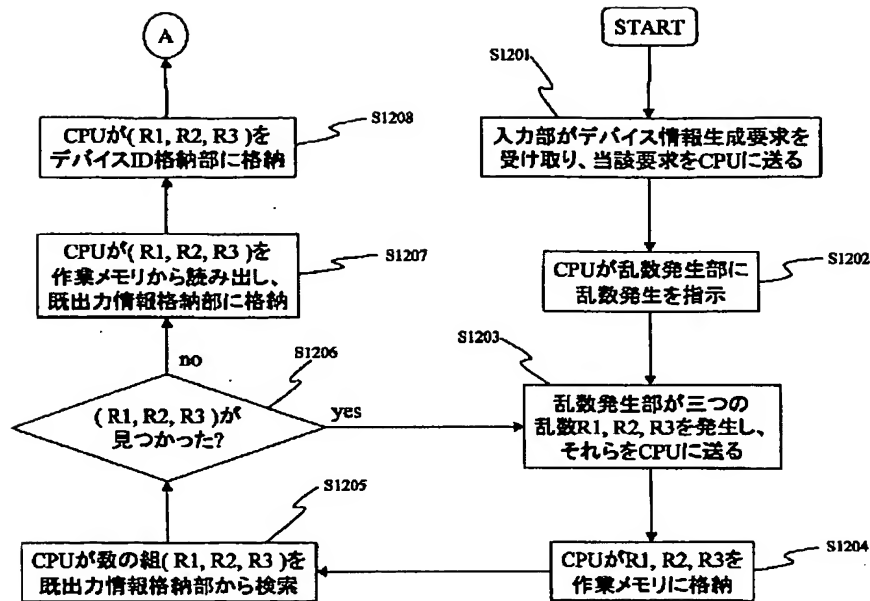 START
S1201
入力部がデバイス情報生成要求を
受け取り、当該要求をCPUに送る
S1202
CPUが乱数発生部に
乱数発生を指示
S1203
乱数発生部が三つの
乱数R1, R2, R3を発生し、
それらをCPUに送る
S1204
CPUがR1, R2, R3を
作業メモリに格納
S1205
CPUが数の組( R1, R2, R3 )を
既出力情報格納部から検索
S1206
( R1, R2, R3 )が
見つかった?
yes
no
S1207
CPUが( R1, R2, R3 )を
作業メモリから読み出し、
既出力情報格納部に格納
S1208
CPUが( R1, R2, R3 )を
デバイスID格納部に格納
A